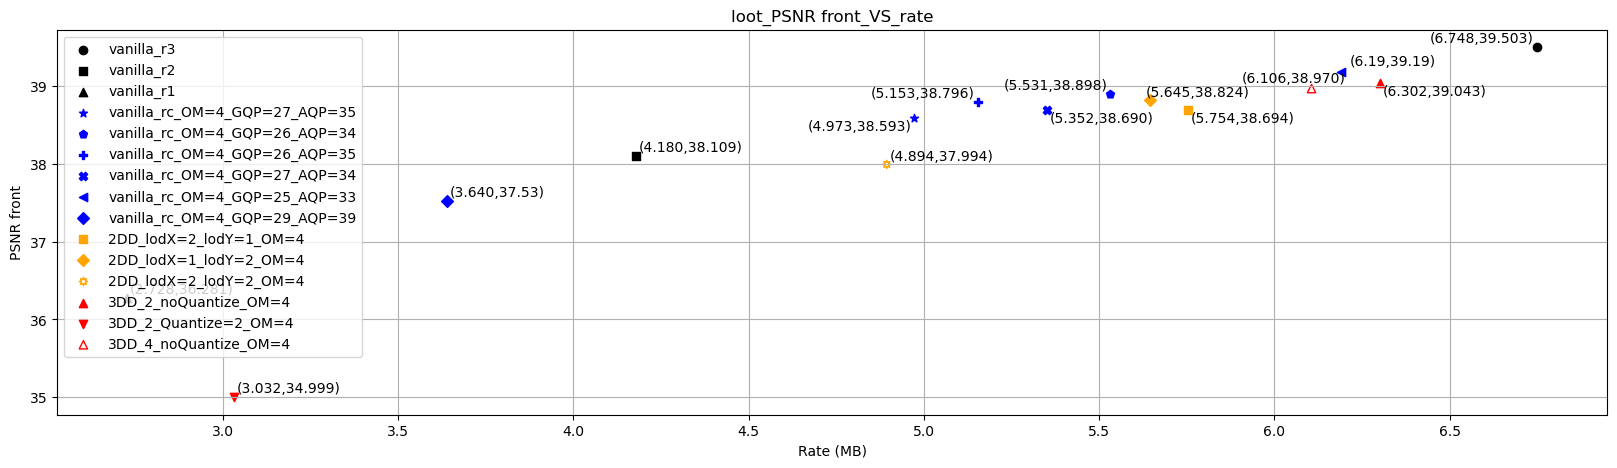 loot_PSNR front_VS_rate
vanilla_r3
vanilla_r2
vanilla_r1
vanilla_rc_OM=4_GQP=27_AQP=35
vanilla_rc_OM=4_GQP=26_AQP=34
vanilla_rc_OM=4_GQP=26_AQP=35
vanilla_rc_OM=4_GQP=27_AQP=34
vanilla_rc_OM=4_GQP=25_AQP=33
vanilla_rc_OM=4_GQP=29_AQP=39
2DD_lodX=2_lodY=1_OM=4
2DD_lodX=1_lodY=2_OM=4
2DD_lodX=2_lodY=2_OM=4
3DD_2_noQuantize_OM=4
3DD_2_Quantize=2_OM=4
3DD_4_noQuantize_OM=4
(6.748,39.503)
(6.19,39.19)
(6.106,38.970)
(6.302,39.043)
(5.531,38.898)
(5.645,38.824)
(5.153,38.796)
(5.352,38.690)
(5.754,38.694)
(4.973,38.593)
(4.180,38.109)
(4.894,37.994)
(3.640,37.53)
(2.728,36.281)
(3.032,34.999)
PSNR front
39
38
37
36
35
3.0 3.5 4.0 4.5 5.0 5.5 6.0 6.5
Rate (MB)